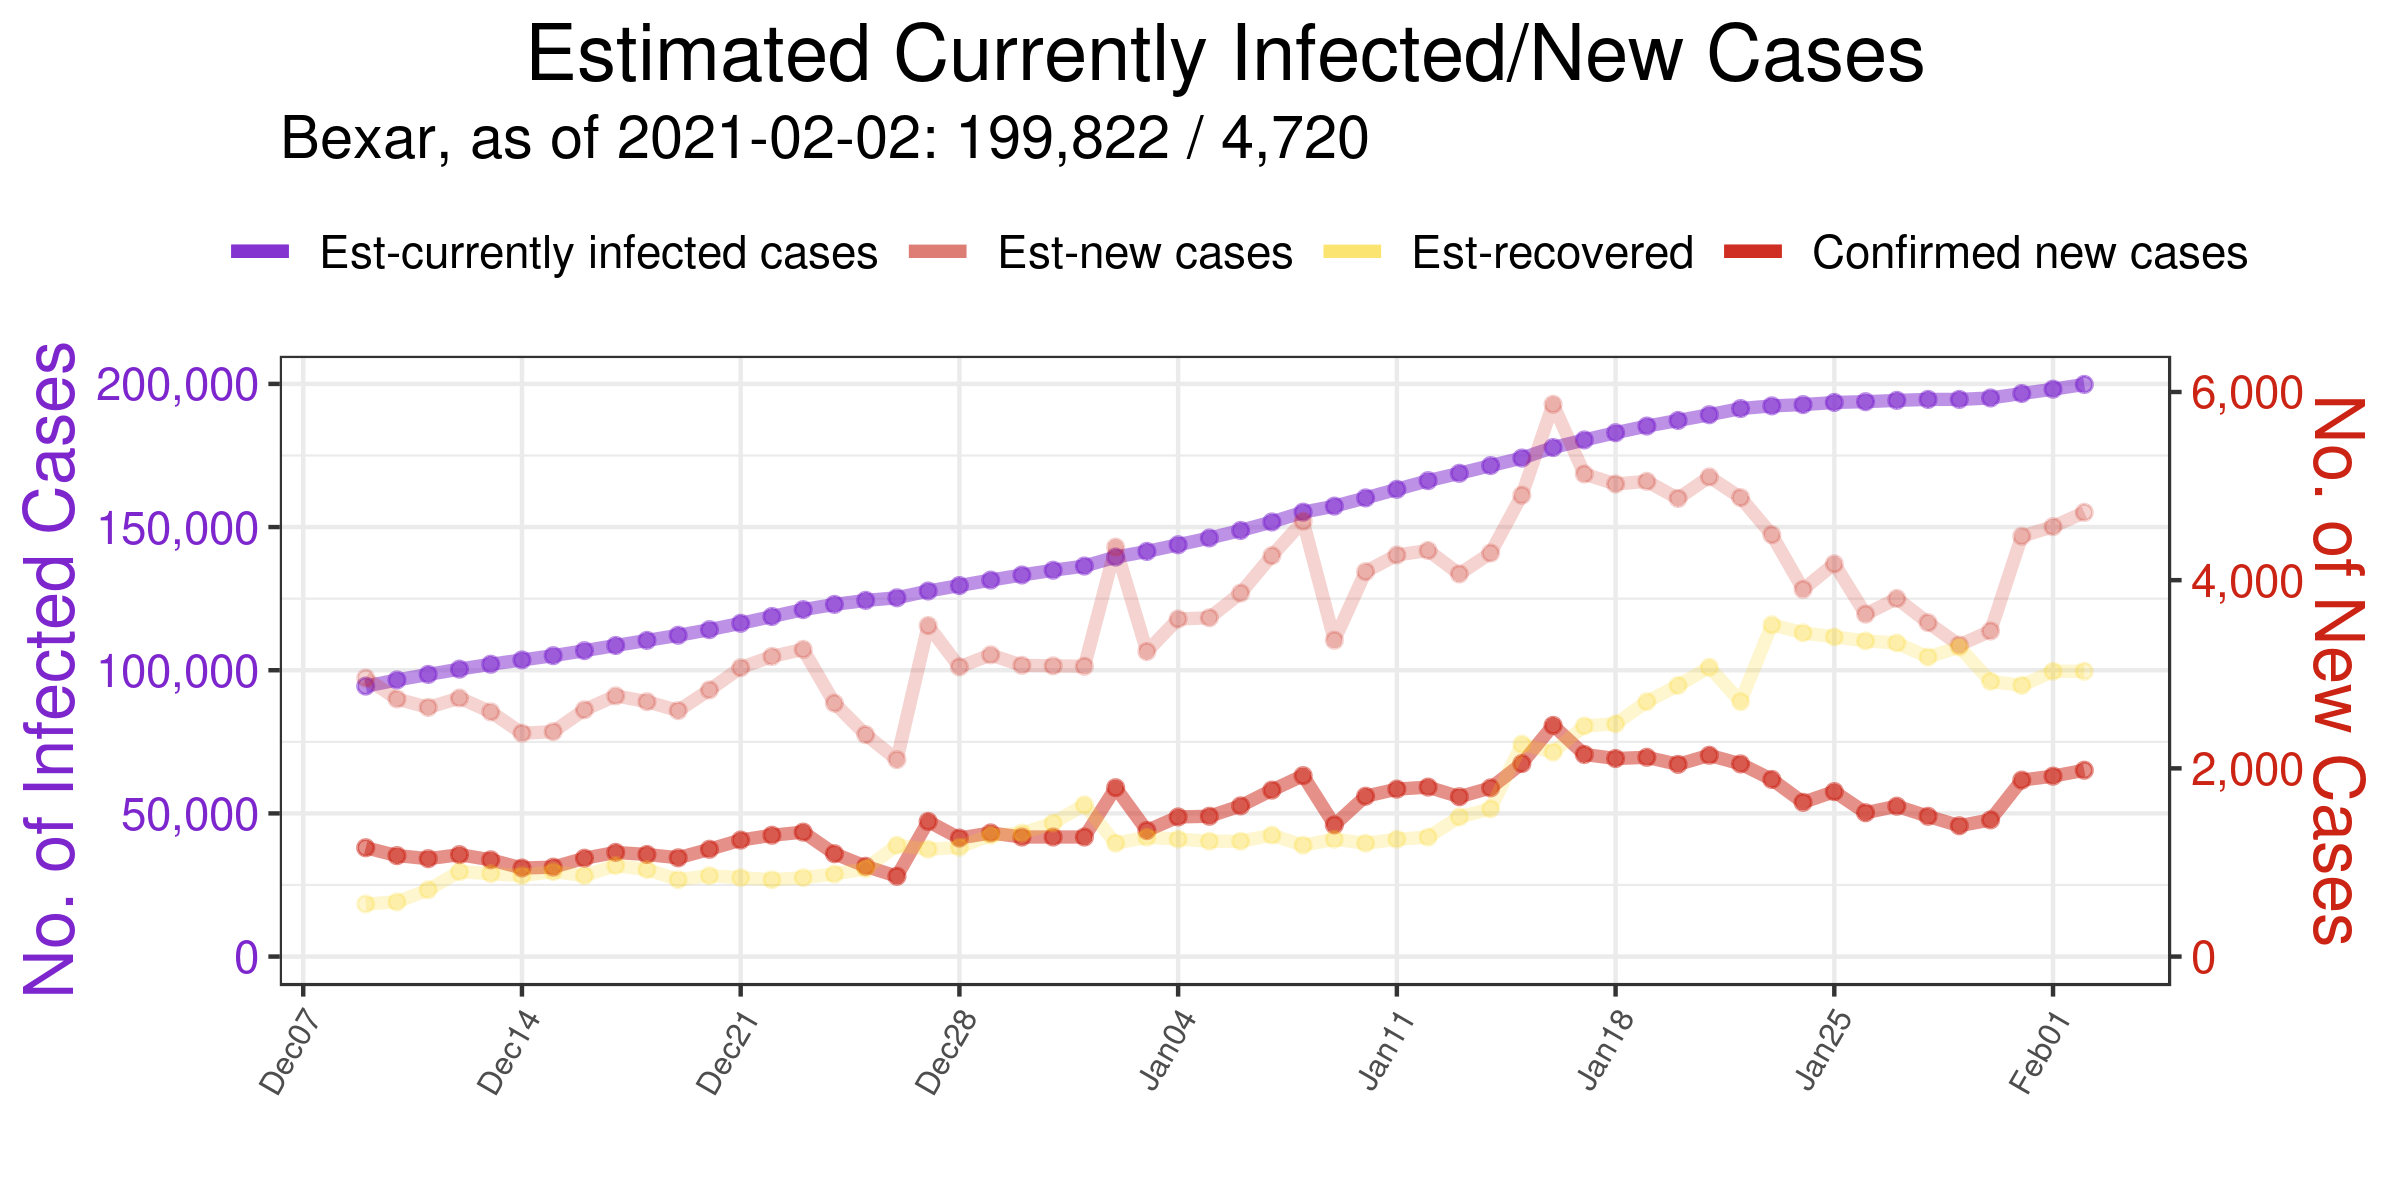 Estimated Currently Infected/New Cases
Bexar, as of 2021-02-02: 199,822 / 4,720
Est-currently infected cases Est-new cases Est-recovered Confirmed new cases
No. of Infected Cases
200,000
150,000
100,000
50,000
0
6,000
4,000
2,000
0
No. of New Cases
Dec07 Dec14 Dec21 Dec28 Jan04 Jan11 Jan18 Jan25 Feb01